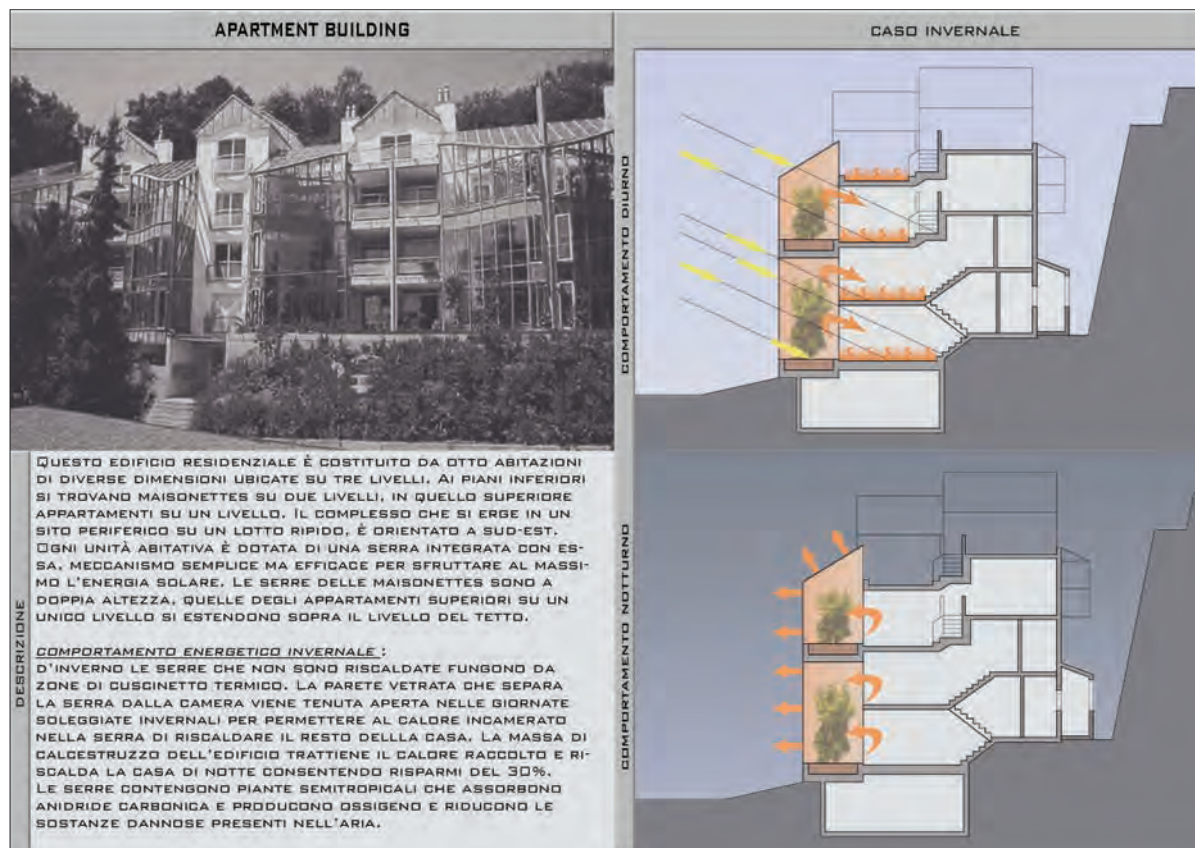 APARTMENT BUILDING
CASO INVERNALE
COMPORTAMENTO DIURNO
COMPORTAMENTO NOTTURNO
DESCRIZIONE
QUESTO EDIFICIO RESIDENZIALE È COSTITUITO DA OTTO ABITAZIONI
DI DIVERSE DIMENSIONI UBICATE SU TRE LIVELLI. AI PIANI INFERIORI
SI TROVANO MAISONETTES SU DUE LIVELLI, IN QUELLO SUPERIORE
APPARTAMENTI SU UN LIVELLO. IL COMPLESSO CHE SI ERGE IN UN
SITO PERIFERICO SU UN LOTTO RIPIDO, È ORIENTATO A SUD-EST.
OGNI UNITÀ ABITATIVA È DOTATA DI UNA SERRA INTEGRATA CON ES-
SA, MECCANISMO SEMPLICE MA EFFICACE PER SFRUTTARE AL MASSI-
MO L'ENERGIA SOLARE. LE SERRE DELLE MAISONETTES SONO A
DOPPIA ALTEZZA, QUELLE DEGLI APPARTAMENTI SUPERIORI SU UN
UNICO LIVELLO SI ESTENDONO SOPRA IL LIVELLO DEL TETTO.
COMPORTAMENTO ENERGETICO INVERNALE :
D'INVERNO LE SERRE CHE NON SONO RISCALDATE FUNGONO DA
ZONE DI CUSCINETTO TERMICO. LA PARETE VETRATA CHE SEPARA
LA SERRA DALLA CAMERA VIENE TENUTA APERTA NELLE GIORNATE
SOLEGGIATE INVERNALI PER PERMETTERE AL CALORE INCAMERATO
NELLA SERRA DI RISCALDARE IL RESTO DELLLA CASA. LA MASSA DI
CALCESTRUZZO DELL'EDIFICIO TRATTIENE IL CALORE RACCOLTO E RI-
SCALDA LA CASA DI NOTTE CONSENTENDO RISPARMI DEL 30%.
LE SERRE CONTENGONO PIANTE SEMITROPICALI CHE ASSORBONO
ANIDRIDE CARBONICA E PRODUCONO OSSIGENO E RIDUCONO LE
SOSTANZE DANNOSE PRESENTI NELL'ARIA.